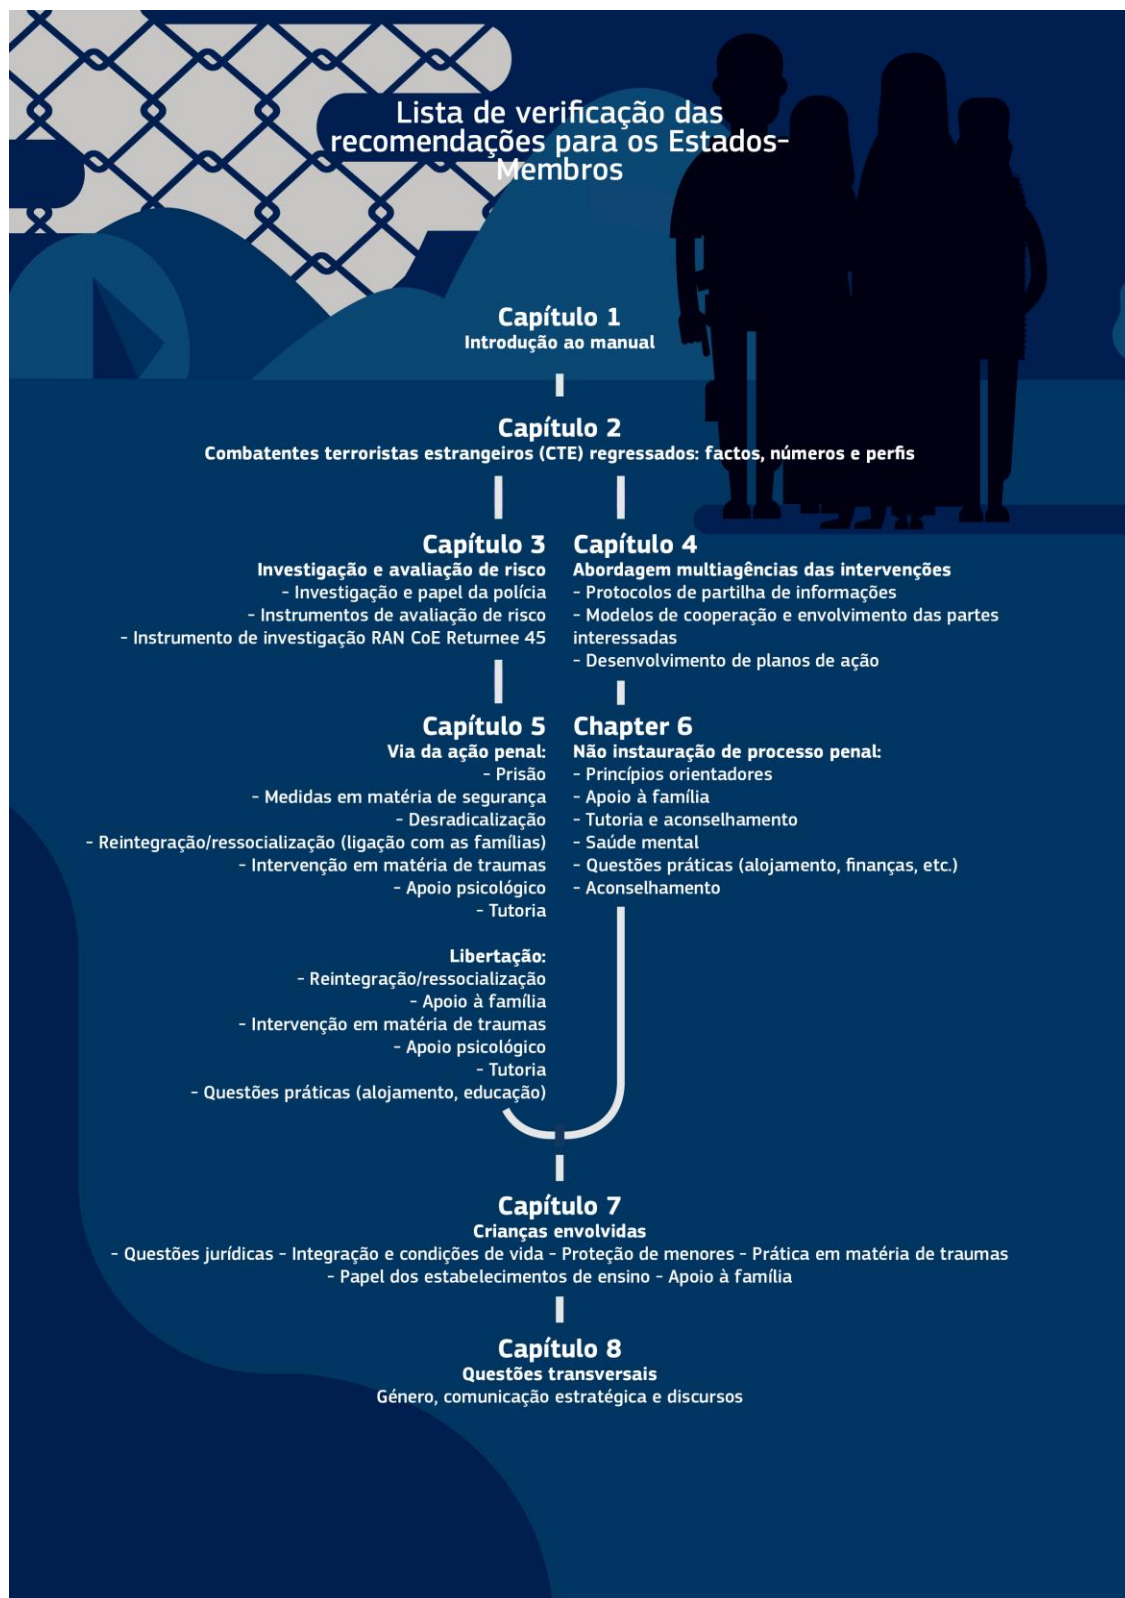 Lista de verificação das
recomendações para os Estados-
Membros
Capítulo 1
Introdução ao manual
Capítulo 2
Combatentes terroristas estrangeiros (CTE) regressados: factos, números e perfis
Capítulo 3
Investigação e avaliação de risco
- Investigação e papel da polícia
- Instrumentos de avaliação de risco
- Instrumento de investigação RAN CoE Returnee 45
Capítulo 4
Abordagem multiagências das intervenções
- Protocolos de partilha de informações
- Modelos de cooperação e envolvimento das partes
interessadas
- Desenvolvimento de planos de ação
Capítulo 5
Via da ação penal:
- Prisão
- Medidas em matéria de segurança
- Desradicalização
- Reintegração/ressocialização (ligação com as famílias)
- Intervenção em matéria de traumas
- Apoio psicológico
- Tutoria
Libertação:
- Reintegração/ressocialização
- Apoio à família
- Intervenção em matéria de traumas
- Apoio psicológico
- Tutoria
- Questões práticas (alojamento, educação)
Chapter 6
Não instauração de processo penal:
- Princípios orientadores
- Apoio à família
- Tutoria e aconselhamento
- Saúde mental
- Questões práticas (alojamento, finanças, etc.)
- Aconselhamento
Capítulo 7
Crianças envolvidas
- Questões jurídicas - Integração e condições de vida - Proteção de menores - Prática em matéria de traumas
- Papel dos estabelecimentos de ensino - Apoio à família
Capítulo 8
Questões transversais
Género, comunicação estratégica e discursos